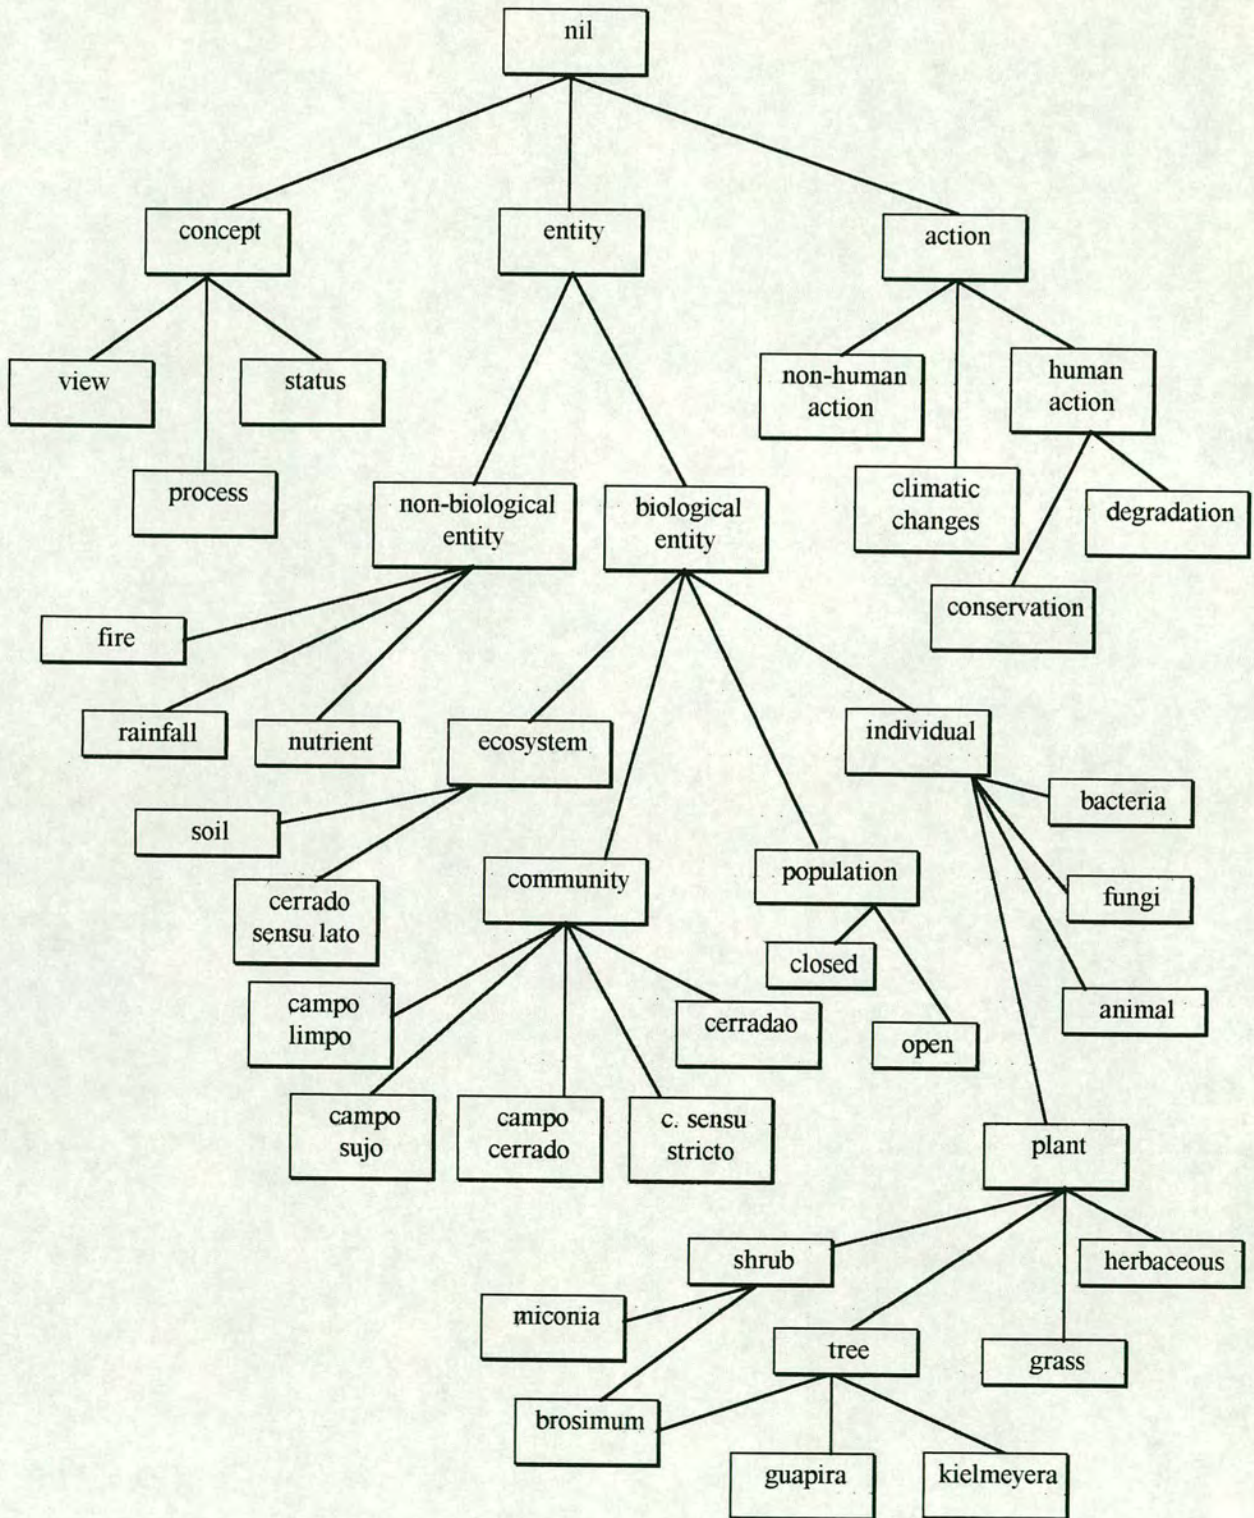 nil
concept
entity
action
view
status
process
non-human
action
human
action
climatic
changes
degradation
conservation
non-biological
entity
biological
entity
fire
rainfall
nutrient
ecosystem
individual
soil
cerrado
sensu lato
community
population
bacteria
fungi
animal
closed
open
campo
limpo
cerradao
campo
sujo
campo
cerrado
c. sensu
stricto
plant
shrub
herbaceous
miconia
tree
grass
brosimum
guapira
kielmeyera